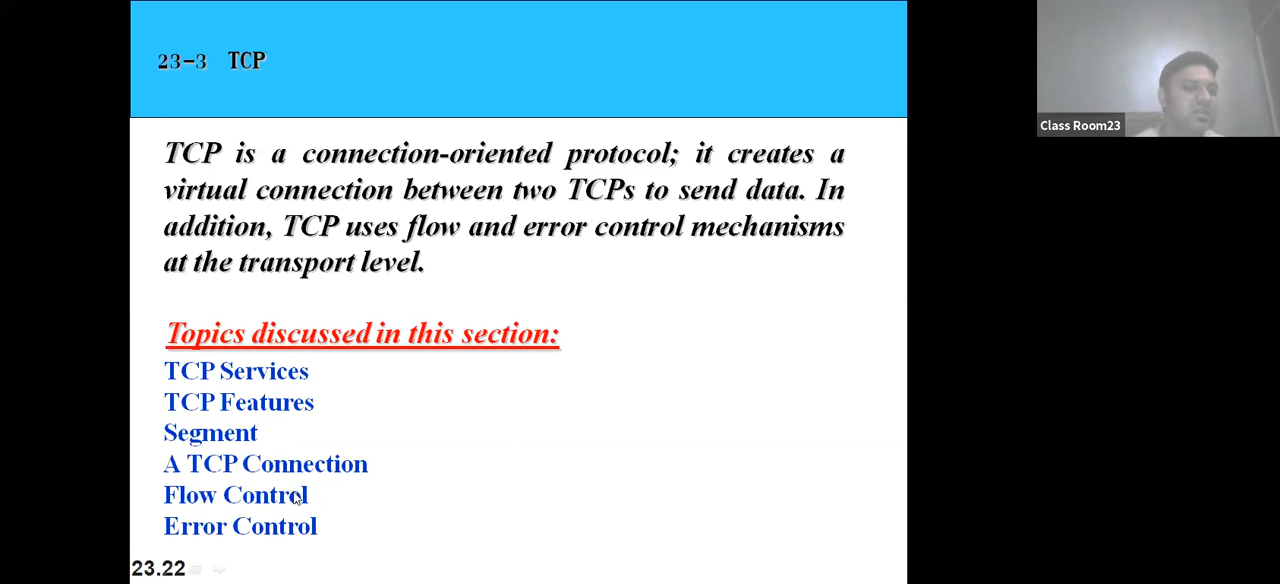 23-3 TCP
TCP is a connection-oriented protocol; it creates a
virtual connection between two TCPs to send data. In
addition, TCP uses flow and error control mechanisms
at the transport level.
Topics discussed in this section:
TCP Services
TCP Features
Segment
A TCP Connection
Flow Control
Error Control
23.22
Class Room23